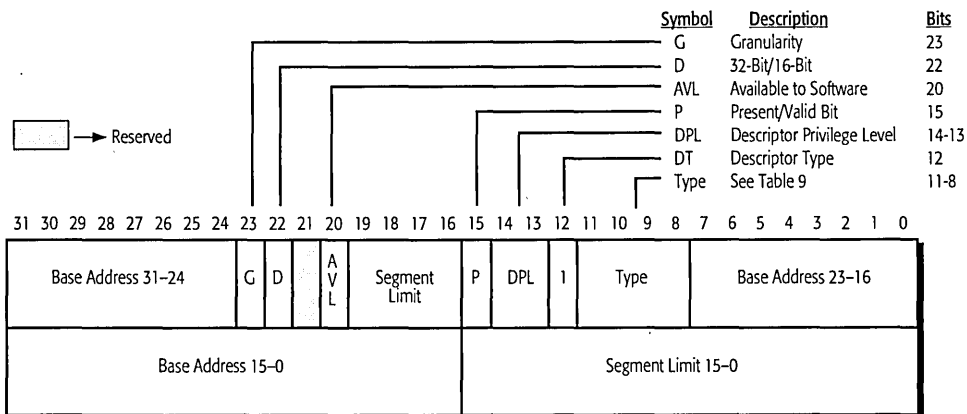 Symbol Description Bits
G Granularity 23
D 32-Bit/16-Bit 22
AVL Available to Software 20
P Present/Valid Bit 15
Reserved
DPL Descriptor Privilege Level 14-13
DT Descriptor Type 12
Type See Table 9 11-8
31 30 29 28 27 26 25 24 23 22 21 20 19 18 17 16 15 14 13 12 11 10 9 8 7 6 5 4 3 2 1 0
Base Address 31–24 G D AVL Segment Limit P DPL 1 Type Base Address 23–16
Base Address 15–0 Segment Limit 15–0